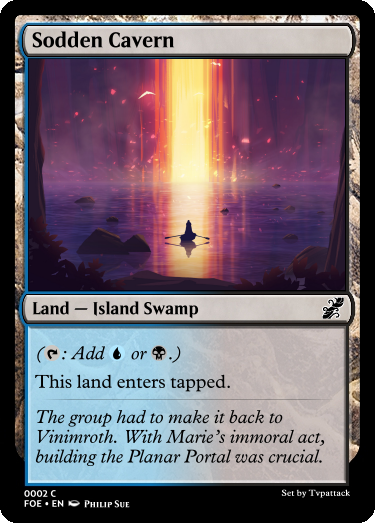 Sodden Cavern
Land — Island Swamp
(: Add or .)
This land enters tapped.
The group had to make it back to
Vinimroth. With Marie's immoral act,
building the Planar Portal was crucial.
0002 C
FOE • EN Philip Sue
Set by Tvpattack